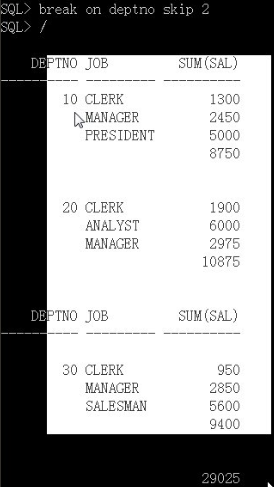 SQL> break on deptno skip 2
SQL> /
DEPTNO JOB SUM(SAL)
---------- --------- ----------
10 CLERK 1300
MANAGER 2450
PRESIDENT 5000
8750
20 CLERK 1900
ANALYST 6000
MANAGER 2975
10875
DEPTNO JOB SUM(SAL)
---------- --------- ----------
30 CLERK 950
MANAGER 2850
SALESMAN 5600
9400
29025